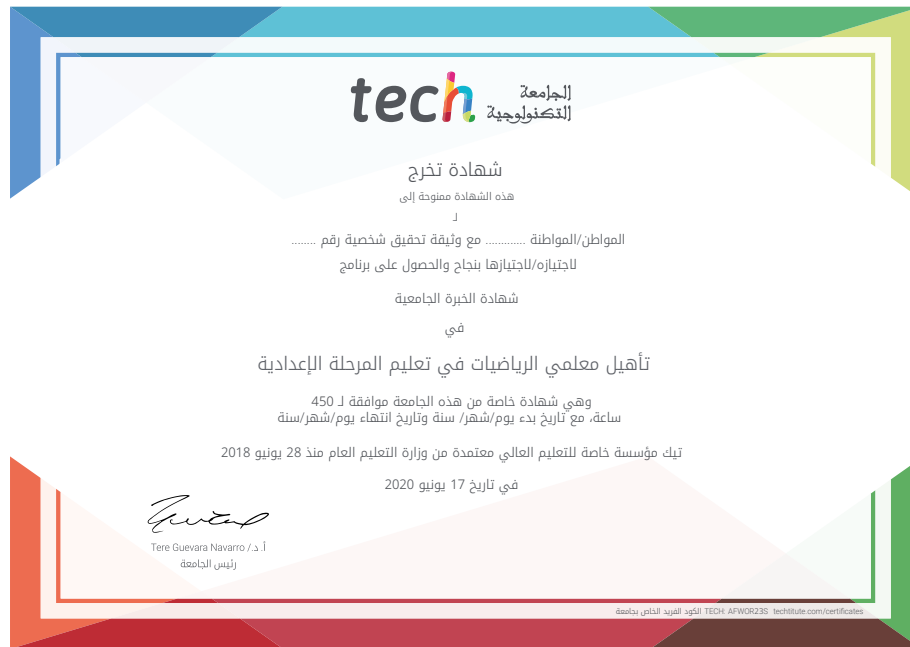 tech الجامعة
التكنولوجية
شهادة تخرج
هذه الشهادة ممنوحة إلى
لـ
المواطن/المواطنة ............ مع وثيقة تحقيق شخصية رقم ........
لاجتيازه/لاجتيازها بنجاح والحصول على برنامج
شهادة الخبرة الجامعية
في
تأهيل معلمي الرياضيات في تعليم المرحلة الإعدادية
وهي شهادة خاصة من هذه الجامعة موافقة لـ 450
ساعة، مع تاريخ بدء يوم/شهر/ سنة وتاريخ انتهاء يوم/شهر/سنة
تيك مؤسسة خاصة للتعليم العالي معتمدة من وزارة التعليم العام منذ 28 يونيو 2018
في تاريخ 17 يونيو 2020
أ.د./ Tere Guevara Navarro
رئيس الجامعة
الكود الفريد الخاص بجامعة TECH: AFWOR23S techtitute.com/certificates